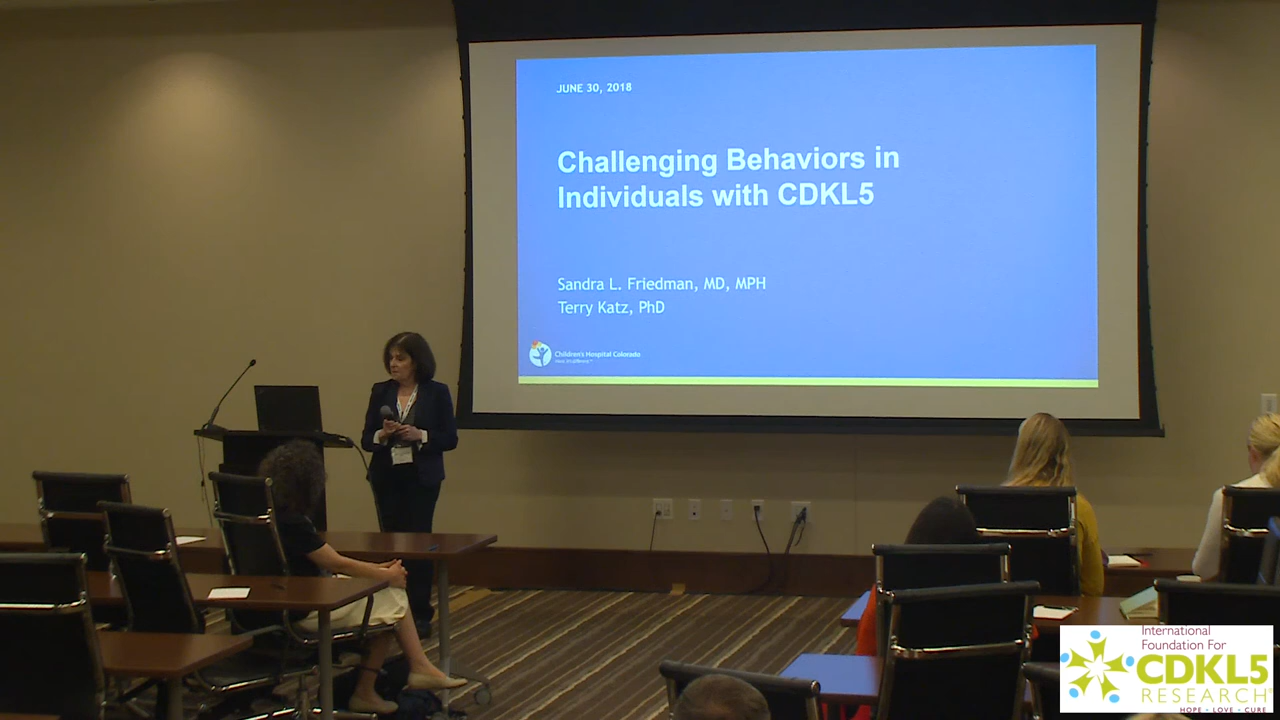 JUNE 30, 2018
Challenging Behaviors in
Individuals with CDKL5
Sandra L. Friedman, MD, MPH
Terry Katz, PhD
Children's Hospital Colorado
International
Foundation For
CDKL5
RESEARCH
HOPE • LOVE • CURE